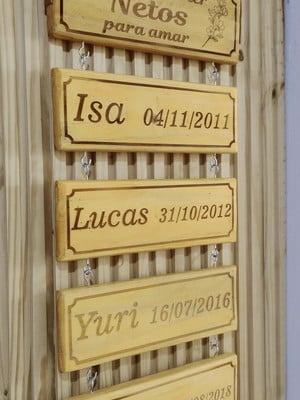 Netos
para amar
Isa 04/11/2011
Lucas 31/10/2012
Yuri 16/07/2016